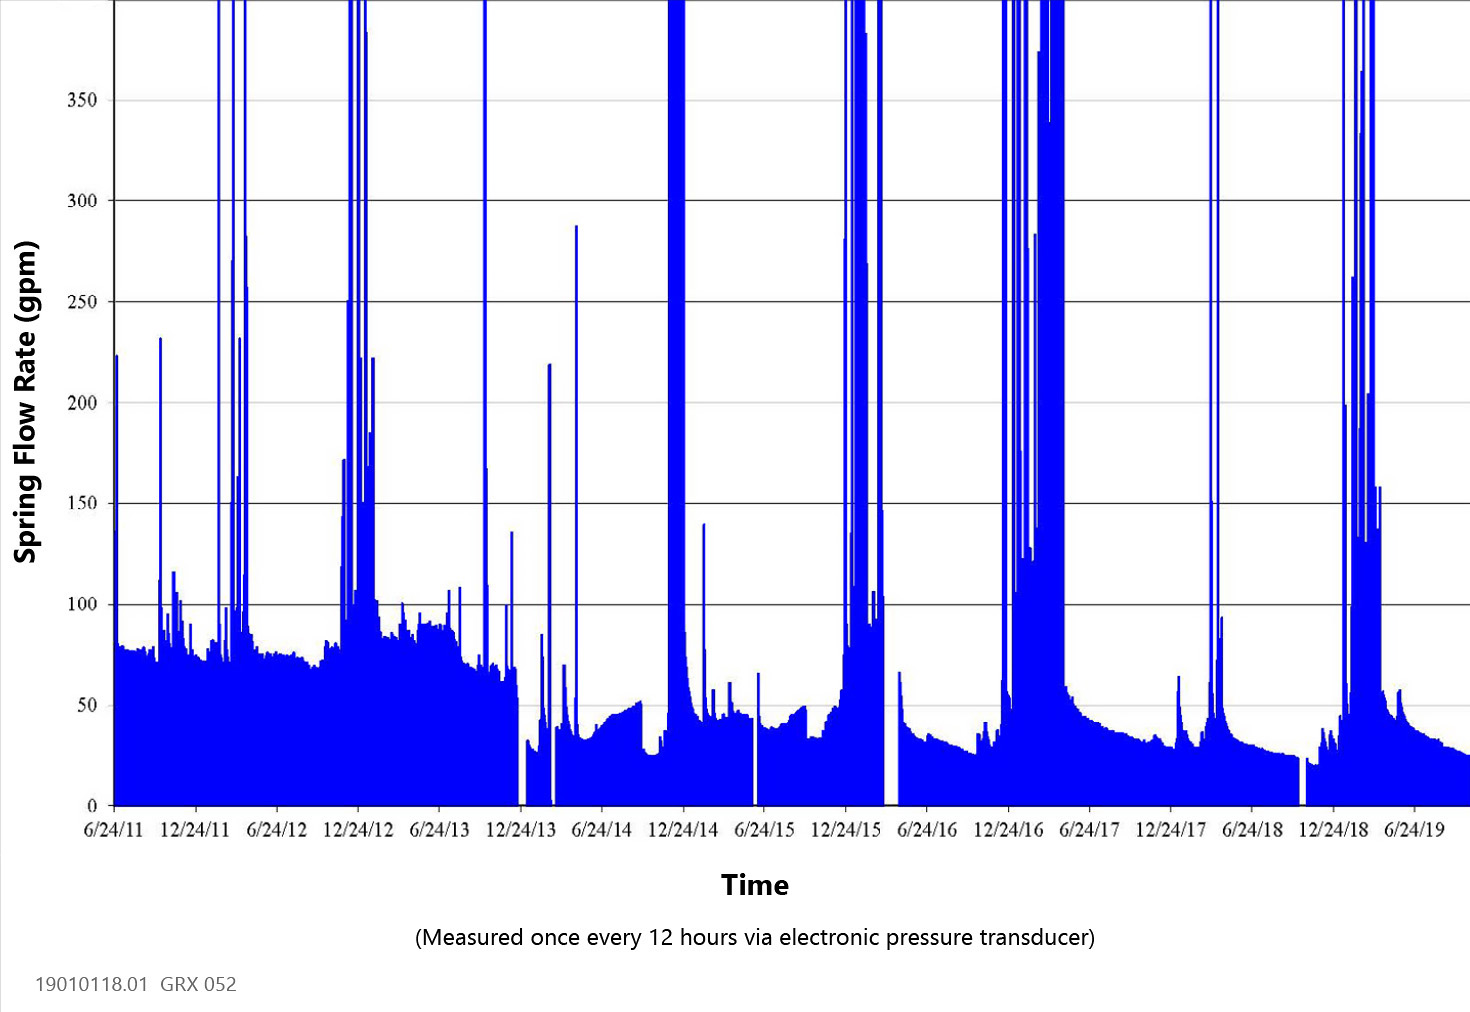 350
300
250
200
150
100
50
0
Spring Flow Rate (gpm)
6/24/11 12/24/11 6/24/12 12/24/12 6/24/13 12/24/13 6/24/14 12/24/14 6/24/15 12/24/15 6/24/16 12/24/16 6/24/17 12/24/17 6/24/18 12/24/18 6/24/19
Time
(Measured once every 12 hours via electronic pressure transducer)
19010118.01 GRX 052